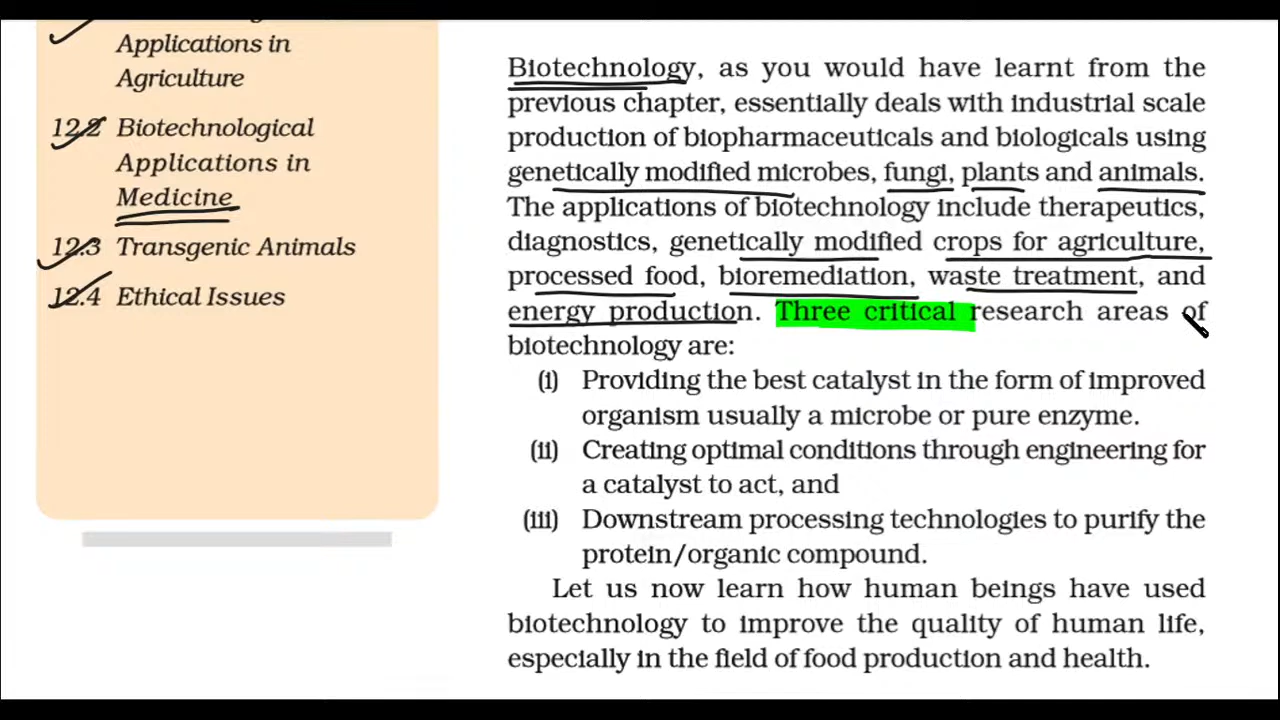 Applications in
Agriculture
12.2 Biotechnological
Applications in
Medicine
12.3 Transgenic Animals
12.4 Ethical Issues
Biotechnology, as you would have learnt from the
previous chapter, essentially deals with industrial scale
production of biopharmaceuticals and biologicals using
genetically modified microbes, fungi, plants and animals.
The applications of biotechnology include therapeutics,
diagnostics, genetically modified crops for agriculture,
processed food, bioremediation, waste treatment, and
energy production. Three critical research areas of
biotechnology are:
(i) Providing the best catalyst in the form of improved
organism usually a microbe or pure enzyme.
(ii) Creating optimal conditions through engineering for
a catalyst to act, and
(iii) Downstream processing technologies to purify the
protein/organic compound.
Let us now learn how human beings have used
biotechnology to improve the quality of human life,
especially in the field of food production and health.